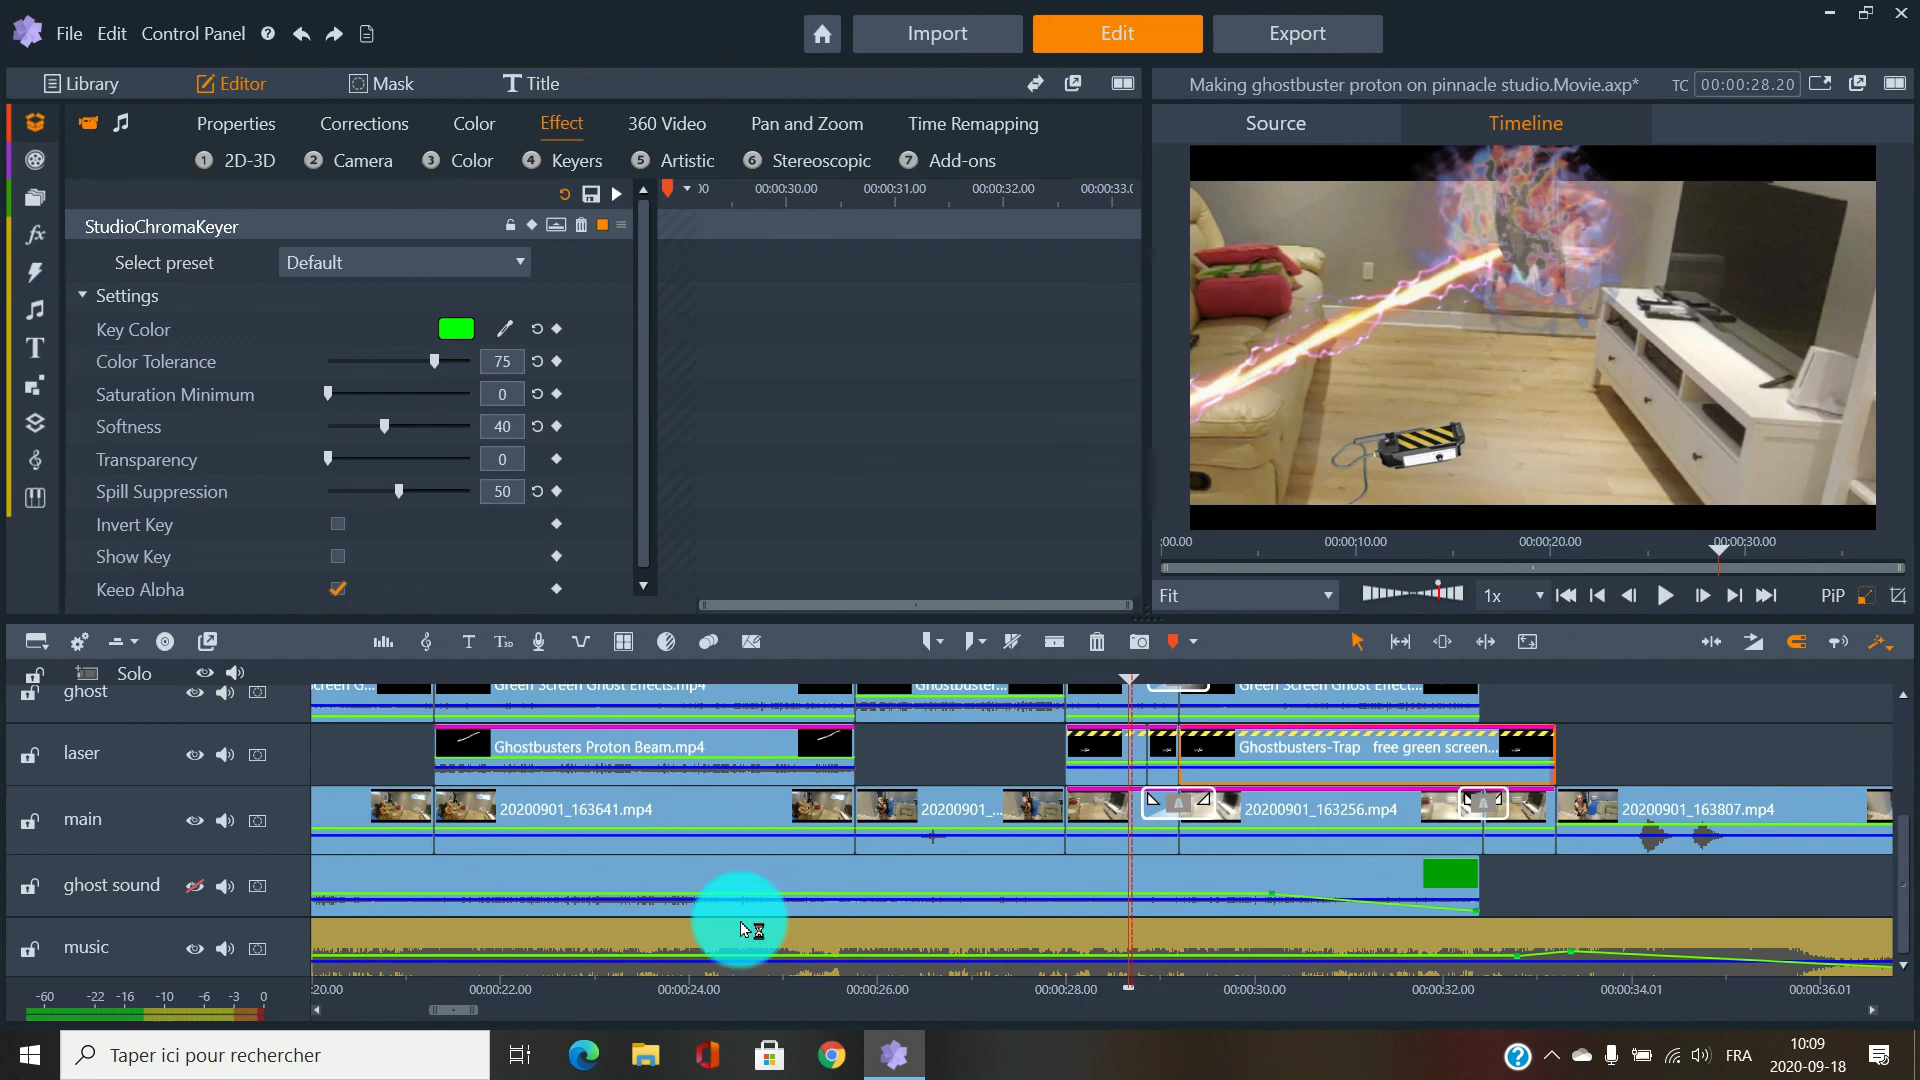 File Edit Control Panel
Import Edit Export
Library Editor Mask Title
Making ghostbuster proton on pinnacle studio.Movie.axp* TC 00:00:28.20
Properties Corrections Color Effect 360 Video Pan and Zoom Time Remapping
Source Timeline
1 2D-3D 2 Camera 3 Color 4 Keyers 5 Artistic 6 Stereoscopic 7 Add-ons
00:00:30.00 00:00:31.00 00:00:32.00 00:00:33.0
StudioChromaKeyer
Select preset Default
Settings
Key Color
Color Tolerance 75
Saturation Minimum 0
Softness 40
Transparency 0
Spill Suppression 50
Invert Key
Show Key
Keep Alpha
:00.00 00:00:10.00 00:00:20.00 00:00:30.00
Fit 1x PiP
Solo
ghost creen G... Green Screen Ghost Effects.mp4 Ghostbuster... Green Screen Ghost Effect...
laser Ghostbusters Proton Beam.mp4 Ghostbusters-Trap free green screen...
main 20200901_163641.mp4 20200901_... 20200901_163256.mp4 20200901_163807.mp4
ghost sound
music
-60 -22 -16 -10 -6 -3 0
:20.00 00:00:22.00 00:00:24.00 00:00:26.00 00:00:28.00 00:00:30.00 00:00:32.00 00:00:34.01 00:00:36.01
Taper ici pour rechercher
FRA
10:09
2020-09-18